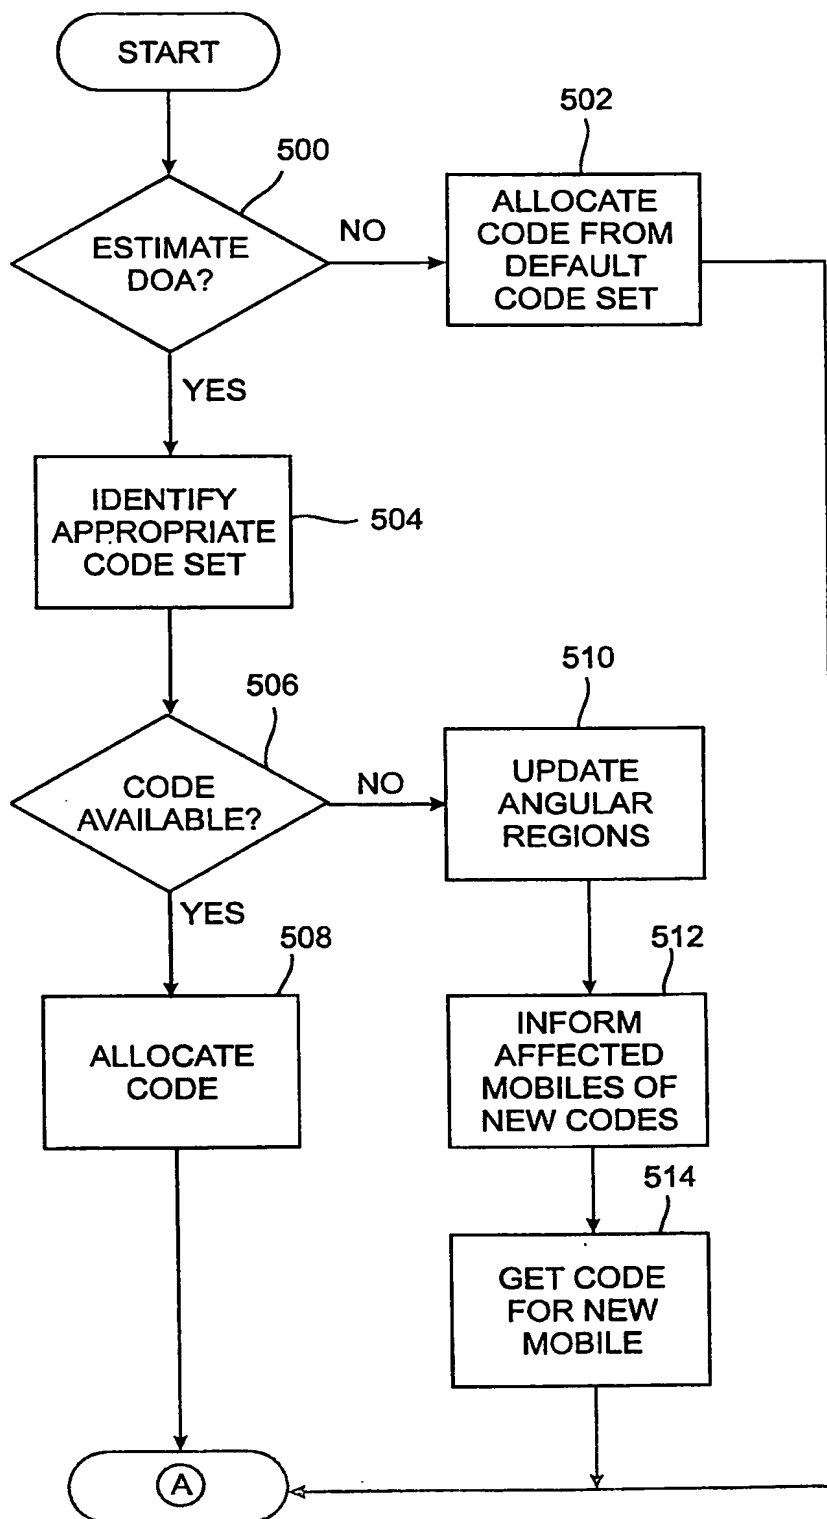 START
500
ESTIMATE
DOA?
NO
502
ALLOCATE
CODE FROM
DEFAULT
CODE SET
YES
IDENTIFY
APPROPRIATE
CODE SET
504
506
CODE
AVAILABLE?
NO
510
UPDATE
ANGULAR
REGIONS
YES
508
ALLOCATE
CODE
512
INFORM
AFFECTED
MOBILES OF
NEW CODES
514
GET CODE
FOR NEW
MOBILE
A